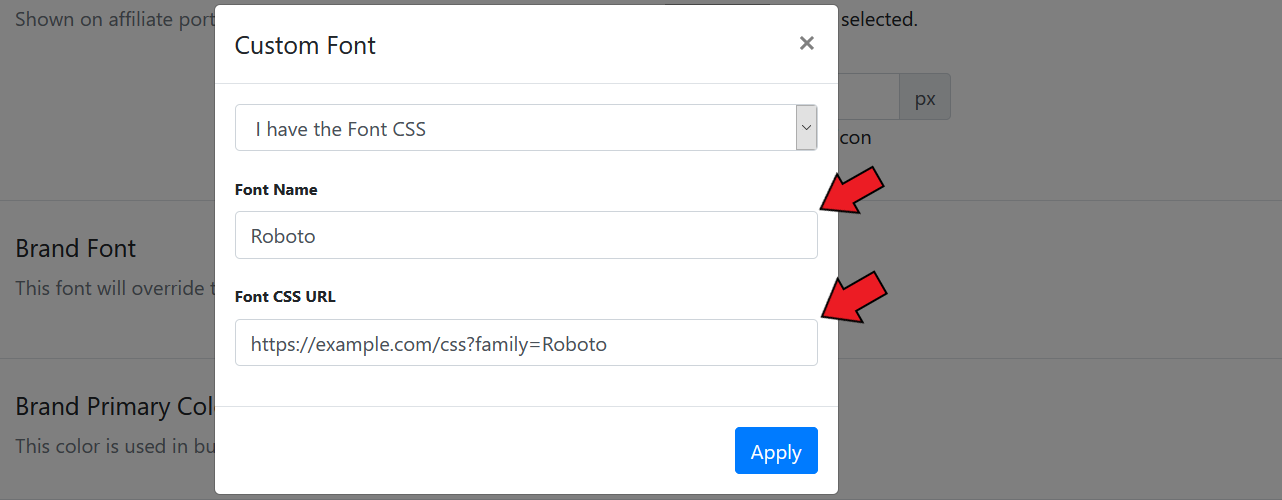 Shown on affiliate port
selected.
Custom Font
×
px
I have the Font CSS
con
Font Name
Roboto
Brand Font
This font will override t
Font CSS URL
https://example.com/css?family=Roboto
Brand Primary Col
This color is used in bu
Apply